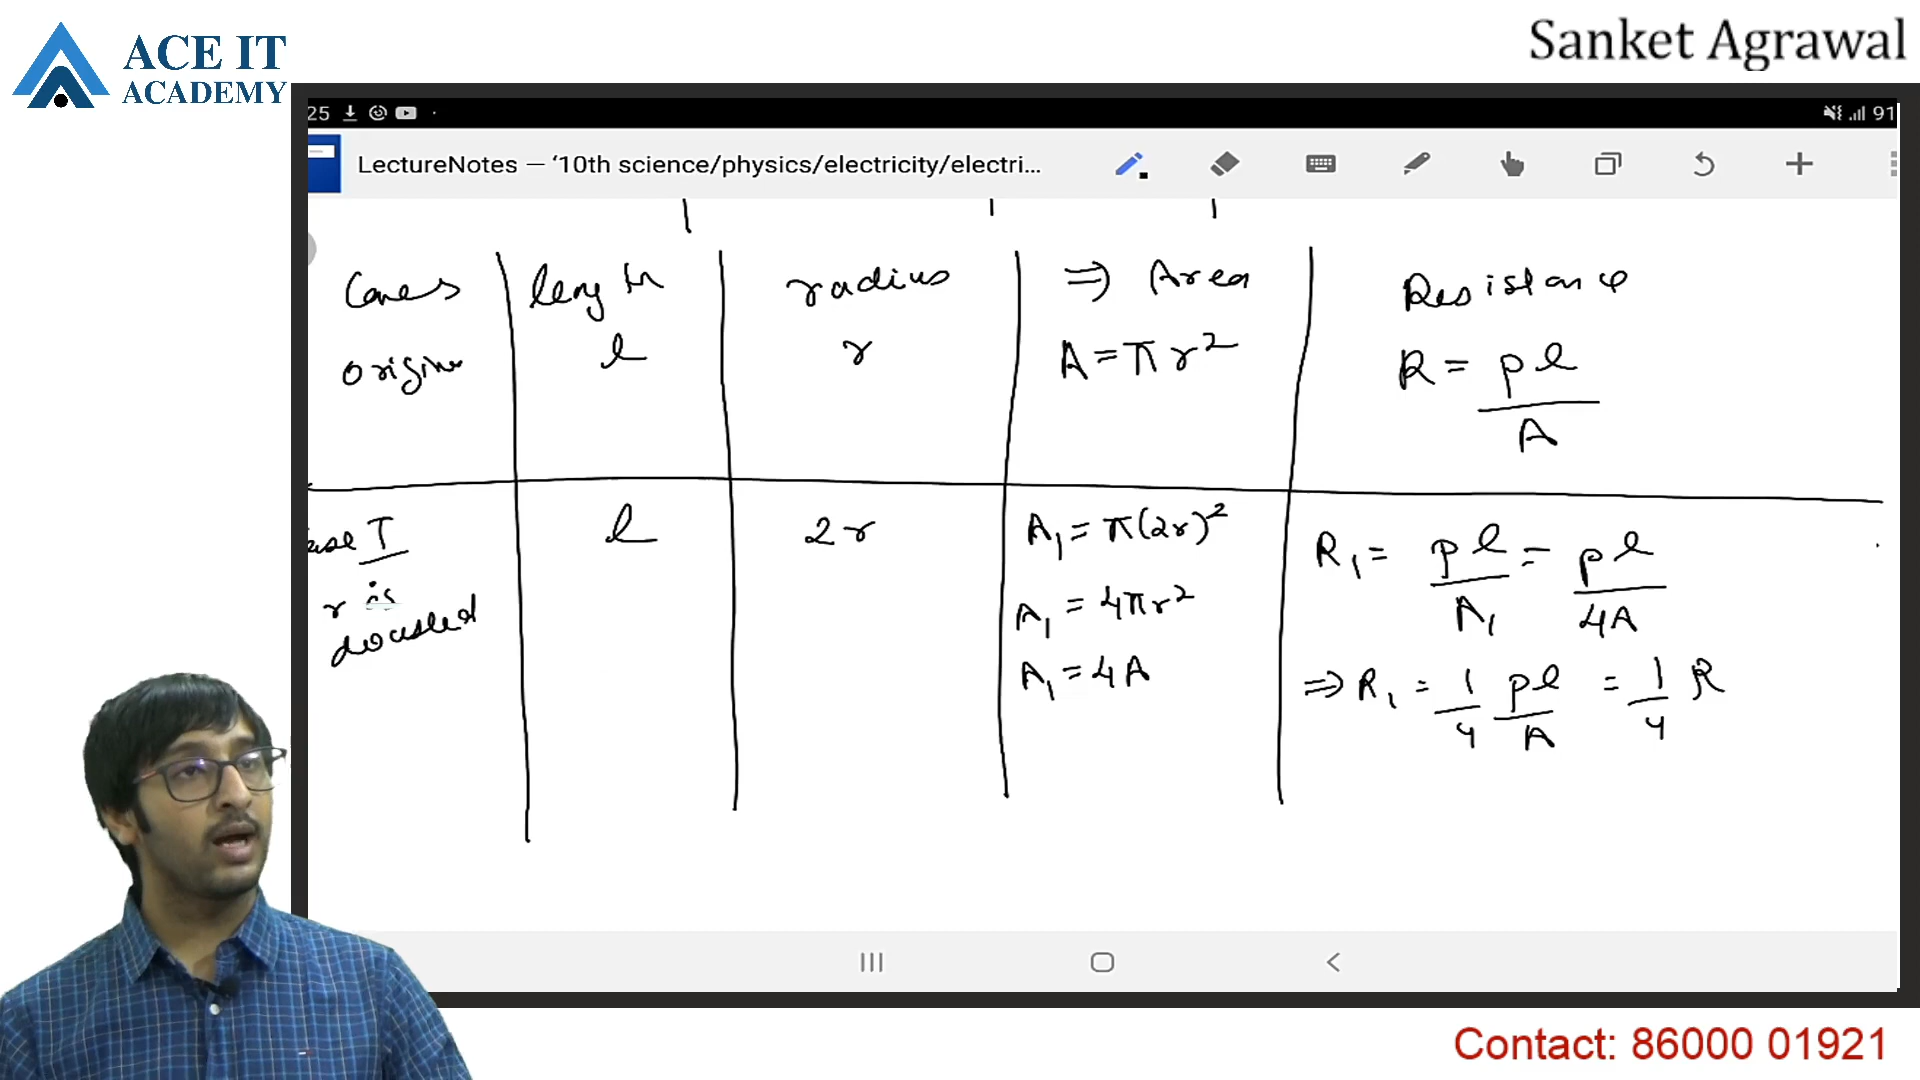 ACE IT
ACADEMY
Sanket Agrawal
25
91
LectureNotes — ‘10th science/physics/electricity/electri...
Cases length radius ⇒ Area Resistance
l r A = πr² R = ρl/A
Case I l 2r A₁ = π(2r)² R₁ = ρl/A₁ = ρl/4A
r is doubled A₁ = 4πr²
A₁ = 4A ⇒ R₁ = 1/4 ρl/A = 1/4 R
Contact: 86000 01921